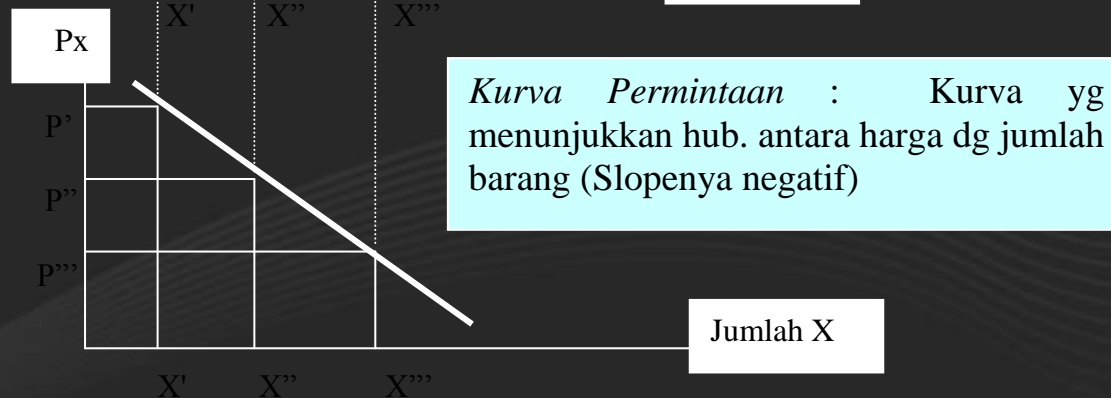 X' X” X”’
Px
Kurva Permintaan : Kurva yg
menunjukkan hub. antara harga dg jumlah
barang (Slopenya negatif)
P’
P”
P”’
Jumlah X
X' X” X”’